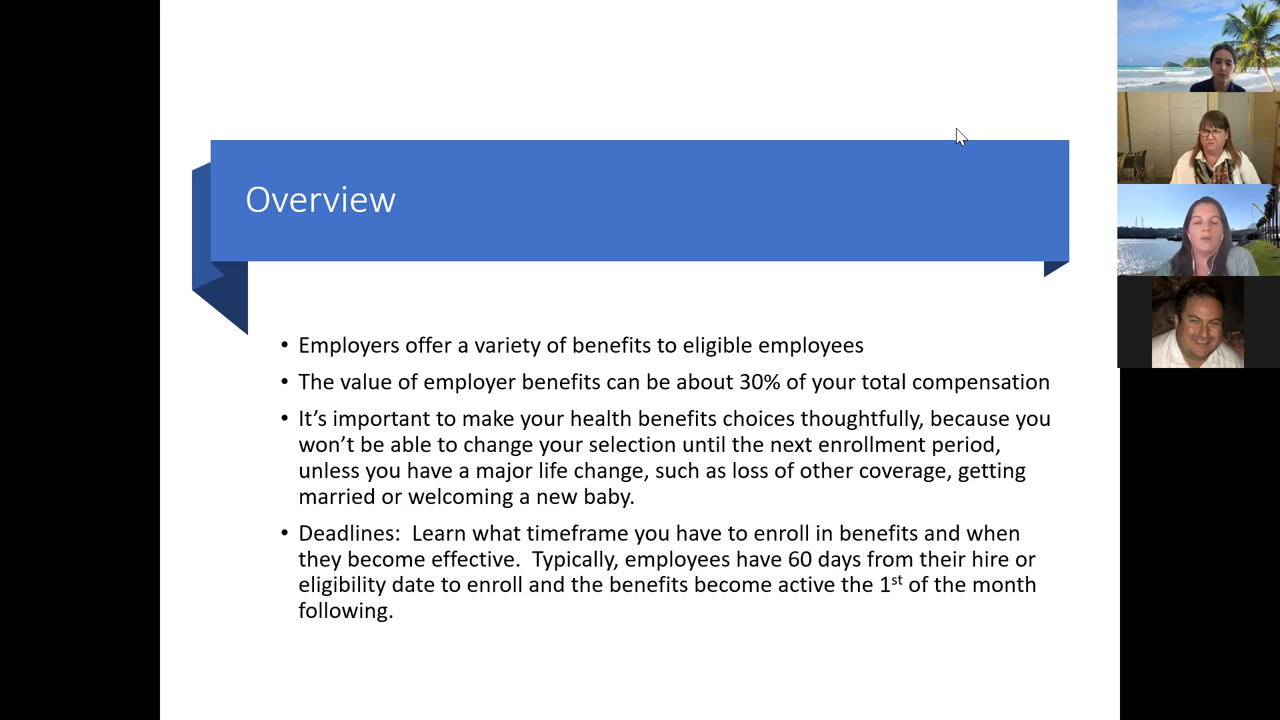 Overview
• Employers offer a variety of benefits to eligible employees
• The value of employer benefits can be about 30% of your total compensation
• It’s important to make your health benefits choices thoughtfully, because you
won’t be able to change your selection until the next enrollment period,
unless you have a major life change, such as loss of other coverage, getting
married or welcoming a new baby.
• Deadlines:  Learn what timeframe you have to enroll in benefits and when
they become effective.  Typically, employees have 60 days from their hire or
eligibility date to enroll and the benefits become active the 1st of the month
following.